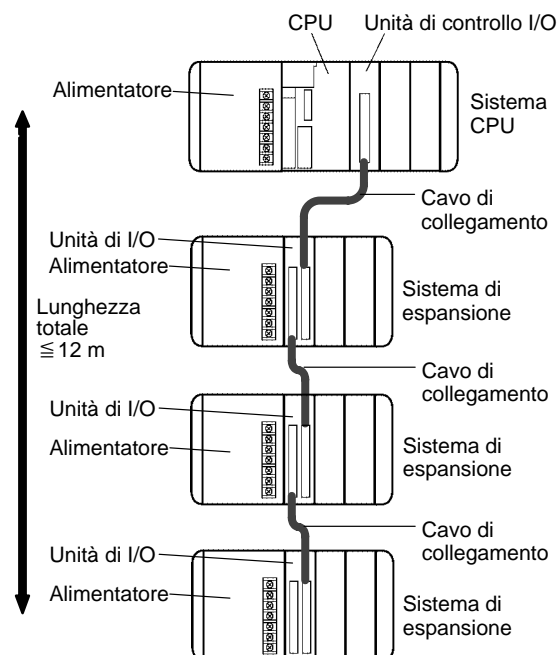 CPU
Unità di controllo I/O
Alimentatore
Sistema
CPU
Cavo di
collegamento
Unità di I/O
Alimentatore
Sistema di
espansione
Lunghezza
totale
≦ 12 m
Cavo di
collegamento
Unità di I/O
Alimentatore
Sistema di
espansione
Cavo di
collegamento
Unità di I/O
Alimentatore
Sistema di
espansione